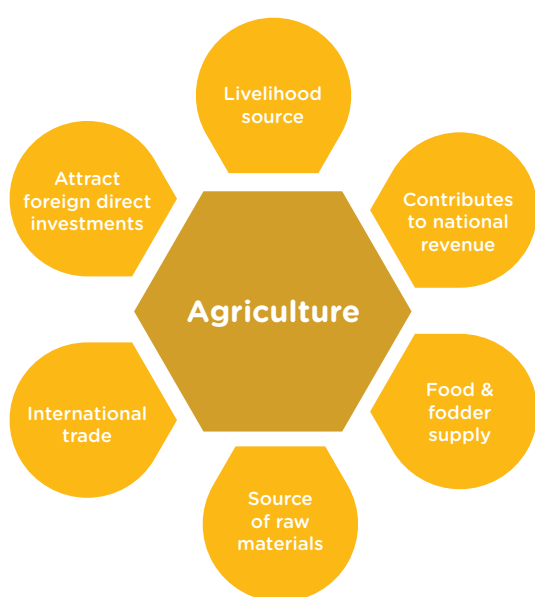 Livelihood
source
Attract
foreign direct
investments
Contributes
to national
revenue
Agriculture
International
trade
Food &
fodder
supply
Source
of raw
materials